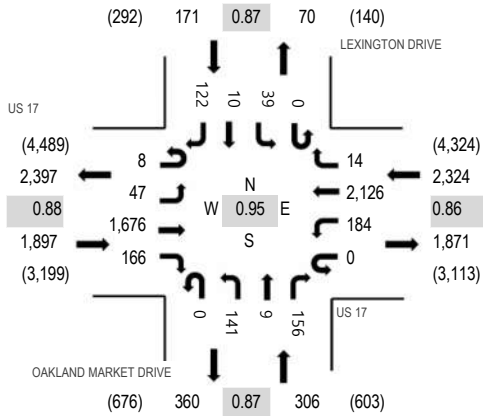 (292) 171 0.87 70 (140)
LEXINGTON DRIVE
US 17
122 10 39 0
(4,489) (4,324)
8 14
2,397 2,324
47 N 2,126
0.88 W 0.95 E 0.86
1,676 S 184
1,897 1,871
166 0
(3,199) (3,113)
0 141 9 156
US 17
OAKLAND MARKET DRIVE
(676) 360 0.87 306 (603)